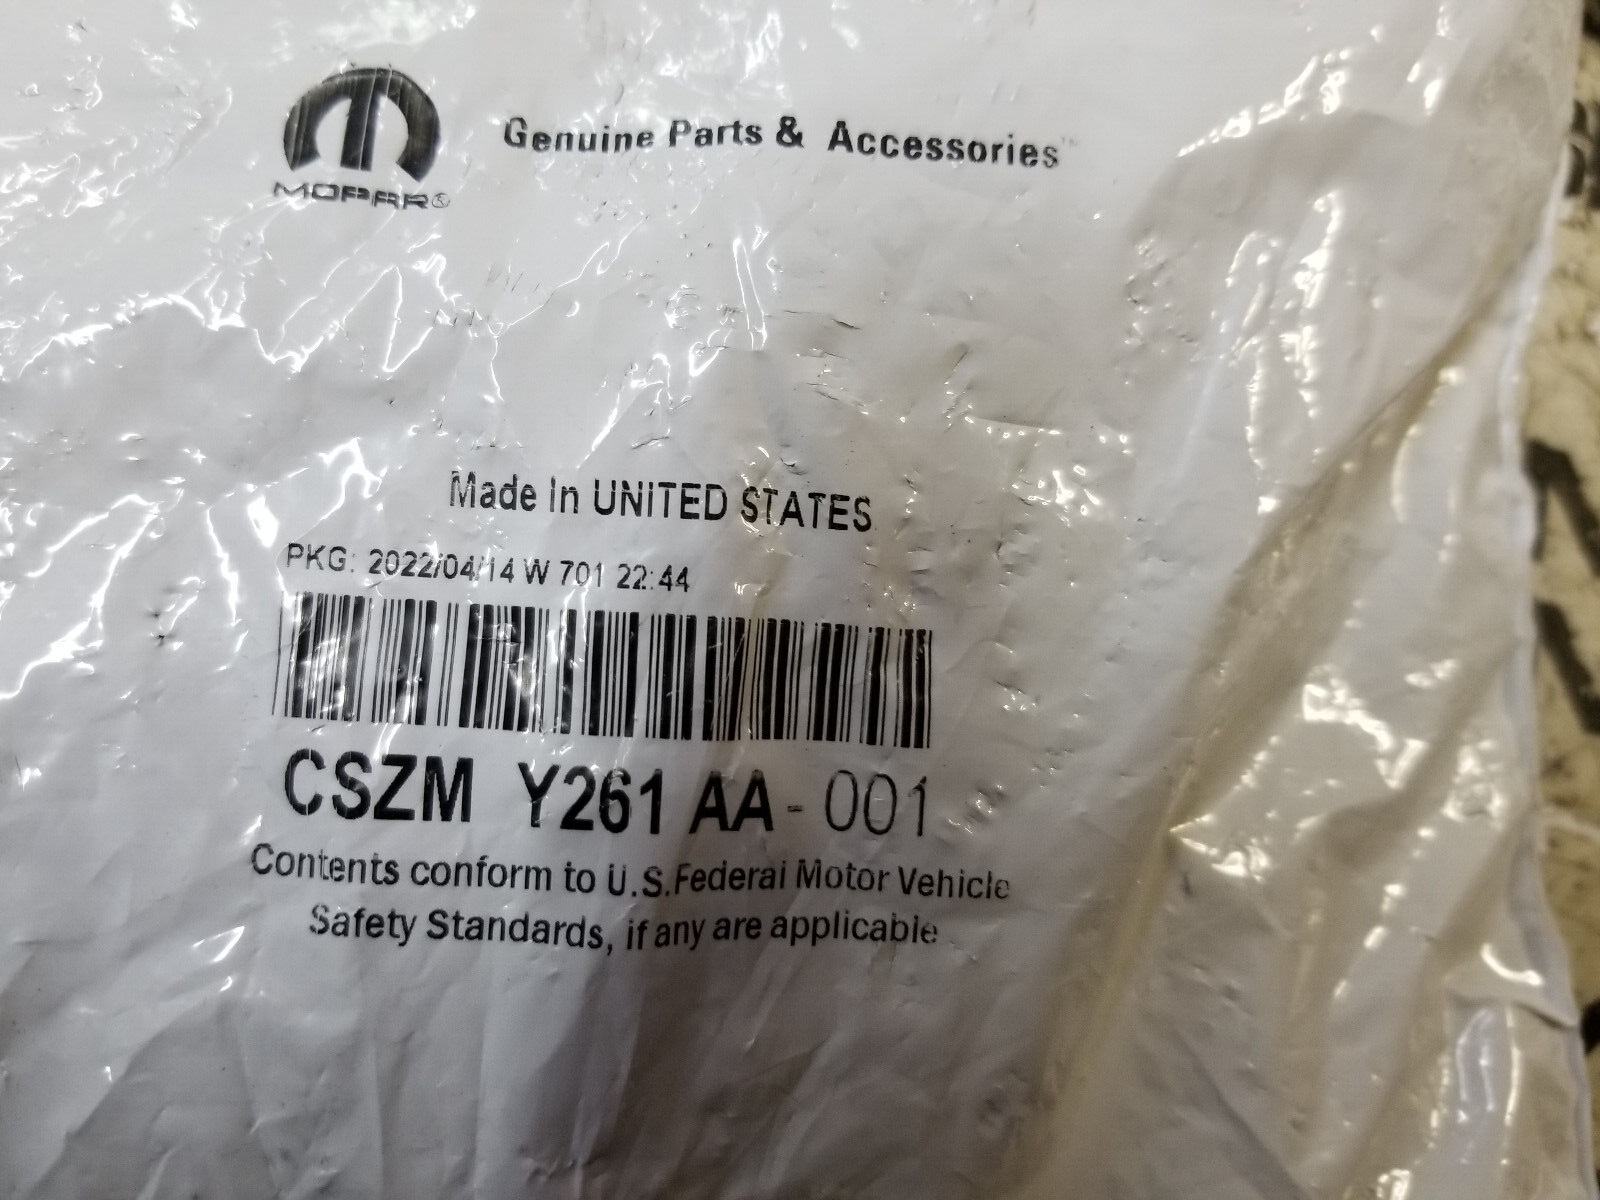 MOPAR®
Genuine Parts & Accessories™
Made In UNITED STATES
PKG: 2022/04/14 W 701 22:44
CSZM Y261 AA - 001
Contents conform to U.S. Federal Motor Vehicle
Safety Standards, if any are applicable